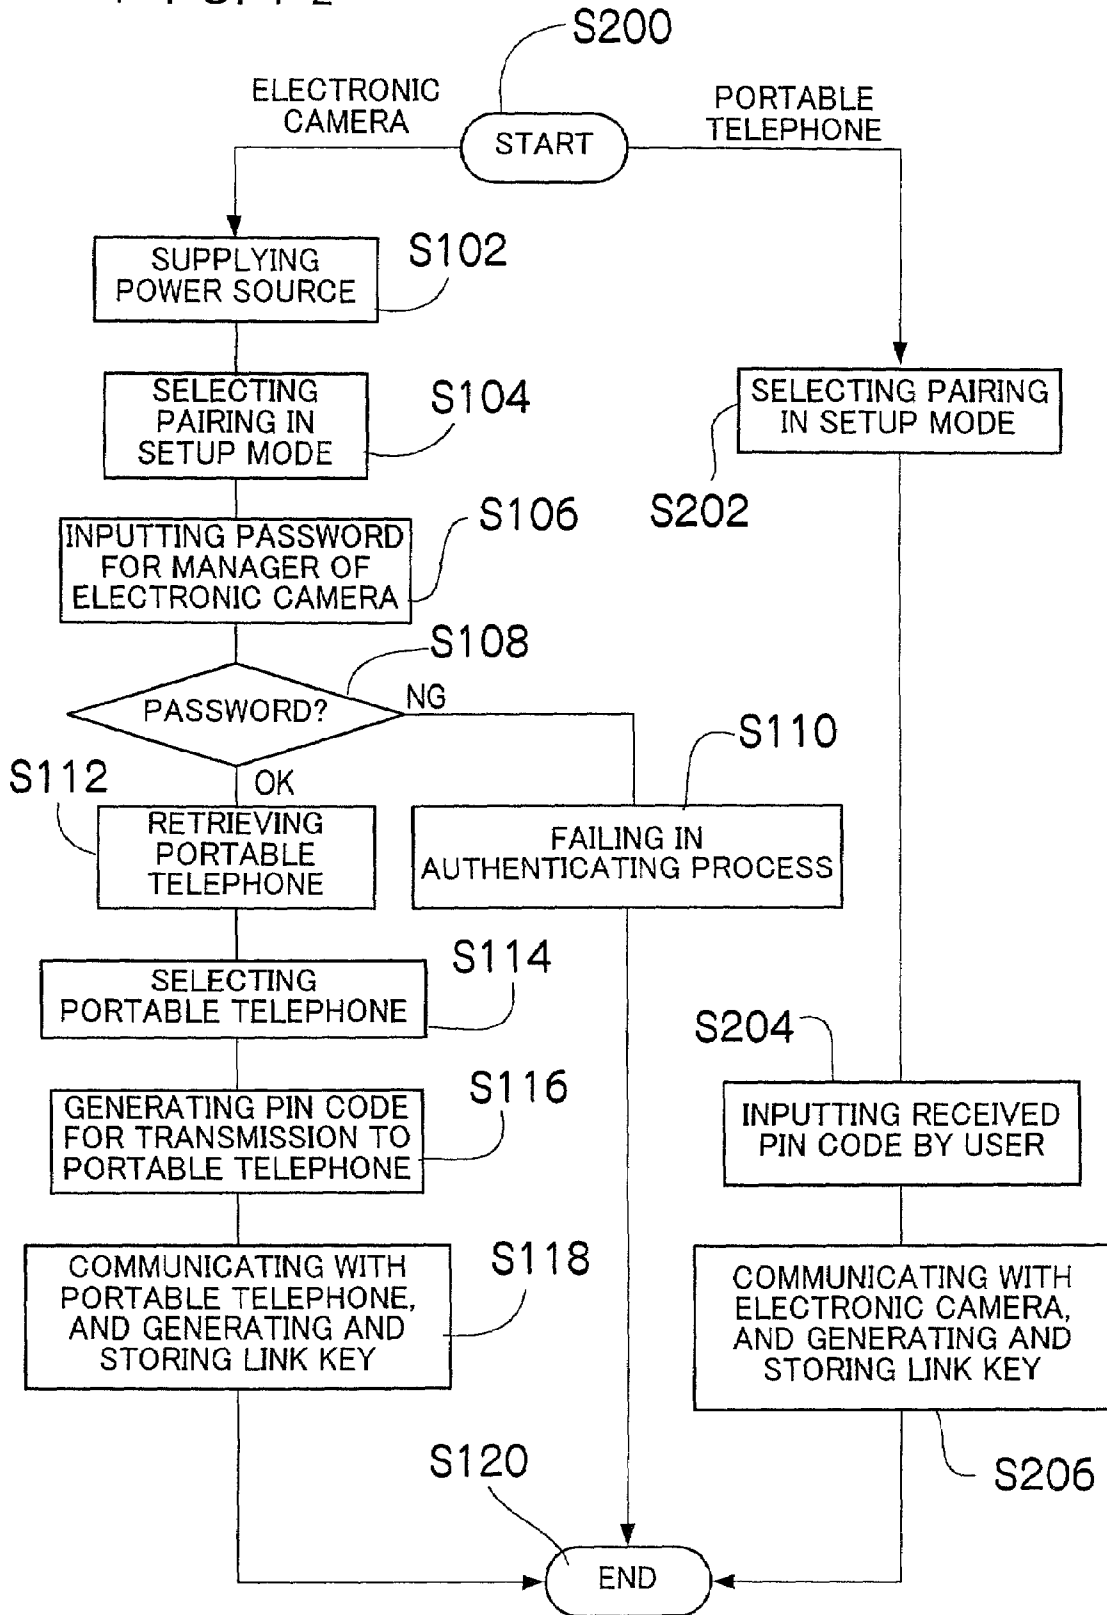 S200
ELECTRONIC
CAMERA
PORTABLE
TELEPHONE
START
SUPPLYING
POWER SOURCE
S102
SELECTING
PAIRING IN
SETUP MODE
S104
SELECTING PAIRING
IN SETUP MODE
S202
INPUTTING PASSWORD
FOR MANAGER OF
ELECTRONIC CAMERA
S106
S108
PASSWORD?
NG
OK
S110
S112
RETRIEVING
PORTABLE
TELEPHONE
FAILING IN
AUTHENTICATING PROCESS
SELECTING
PORTABLE TELEPHONE
S114
S204
GENERATING PIN CODE
FOR TRANSMISSION TO
PORTABLE TELEPHONE
S116
INPUTTING RECEIVED
PIN CODE BY USER
COMMUNICATING WITH
PORTABLE TELEPHONE,
AND GENERATING AND
STORING LINK KEY
S118
COMMUNICATING WITH
ELECTRONIC CAMERA,
AND GENERATING AND
STORING LINK KEY
S206
S120
END